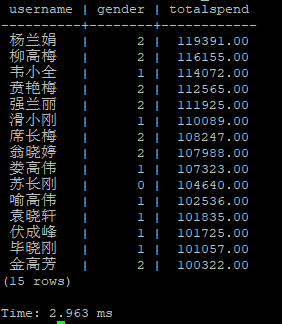 username | gender | totalspend
----------+--------+------------
杨兰娟 | 2 | 119391.00
柳高梅 | 2 | 116155.00
韦小全 | 1 | 114072.00
贲艳梅 | 2 | 112565.00
强兰丽 | 2 | 111925.00
滑小刚 | 1 | 110089.00
席长梅 | 2 | 108247.00
翁晓婷 | 2 | 107988.00
娄高伟 | 1 | 107323.00
苏长刚 | 0 | 104640.00
喻高伟 | 1 | 102536.00
袁晓轩 | 1 | 101835.00
伏成峰 | 1 | 101725.00
毕晓刚 | 1 | 101057.00
金高芳 | 2 | 100322.00
(15 rows)
Time: 2.963 ms